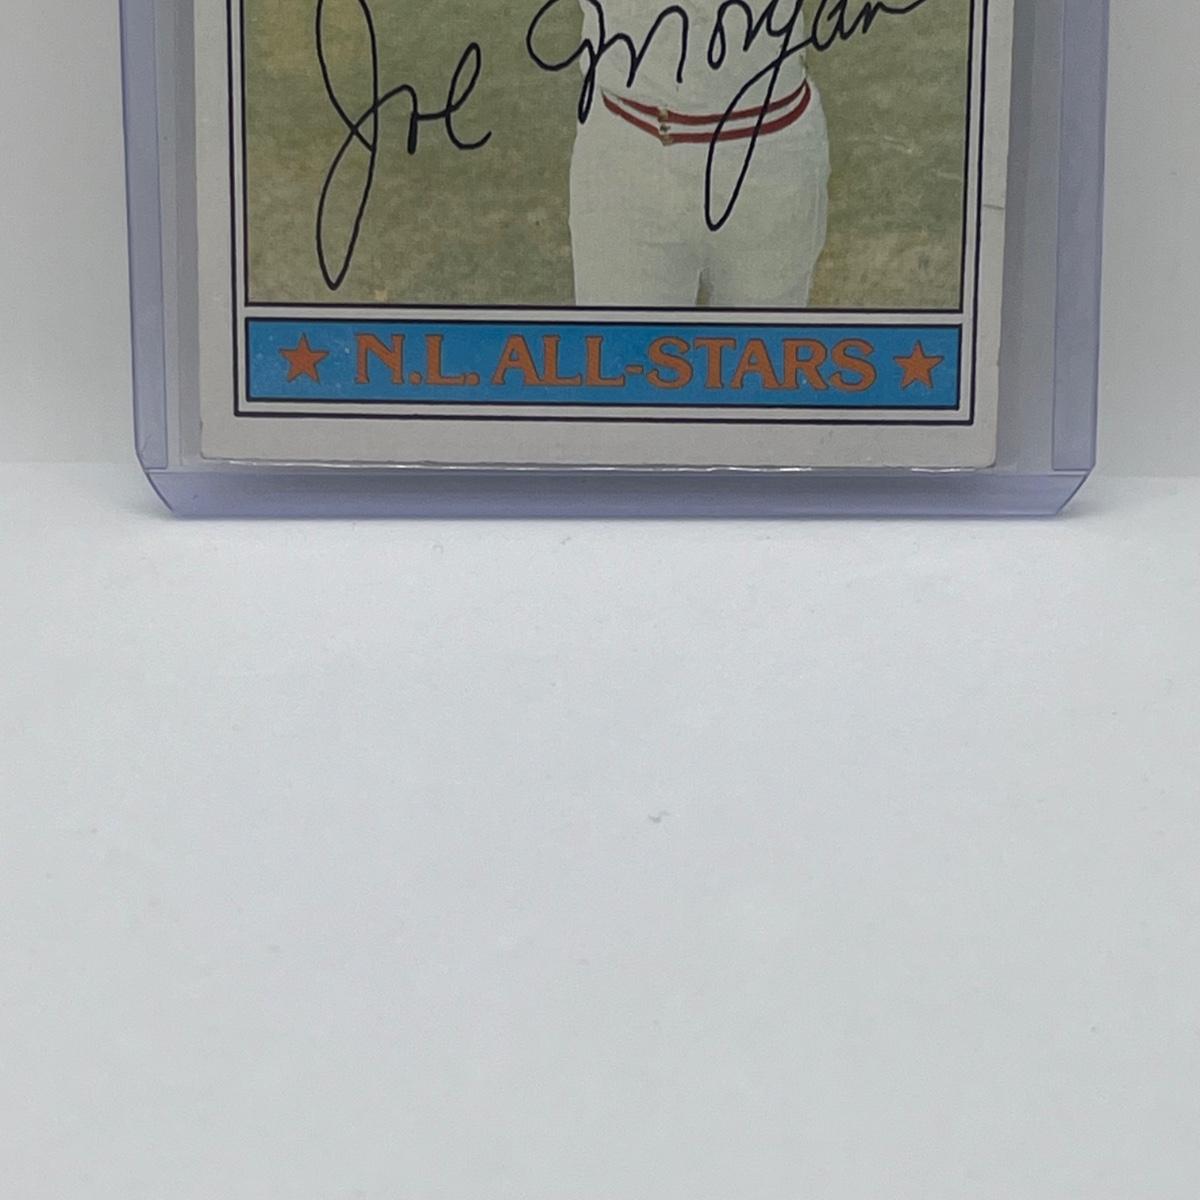 Joe Morgan
★ N.L. ALL-STARS ★